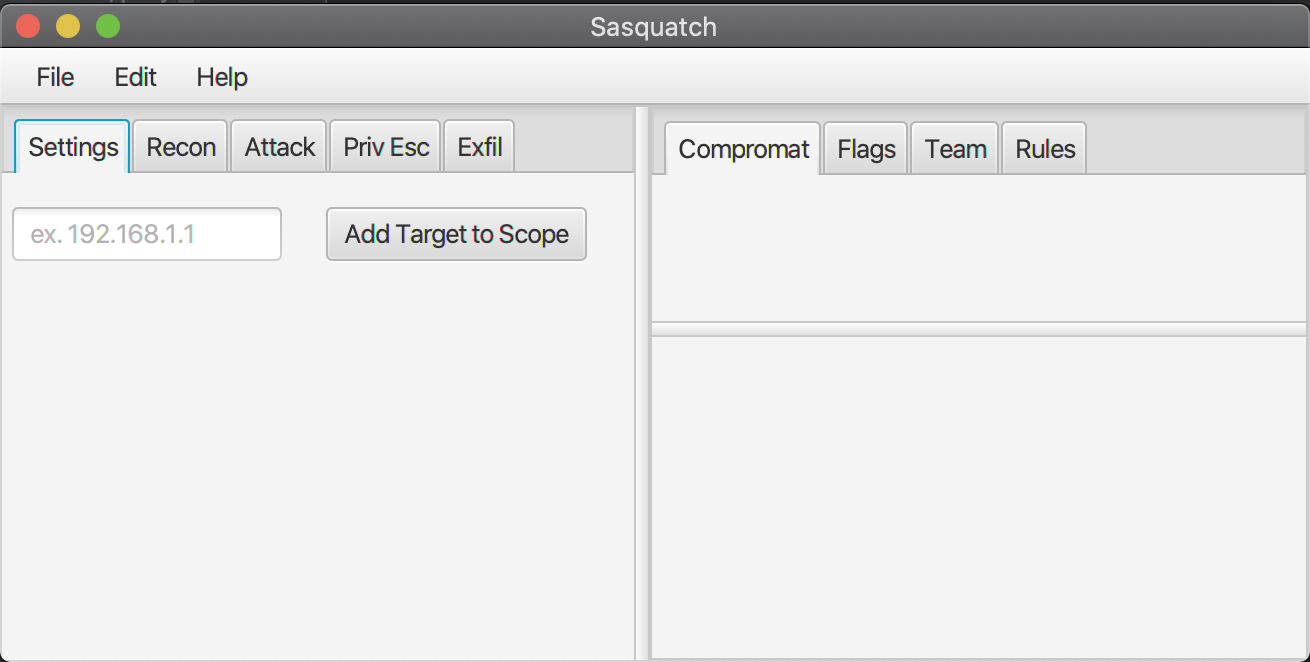 Sasquatch
File Edit Help
Settings Recon Attack Priv Esc Exfil
Compromat Flags Team Rules
ex. 192.168.1.1 Add Target to Scope